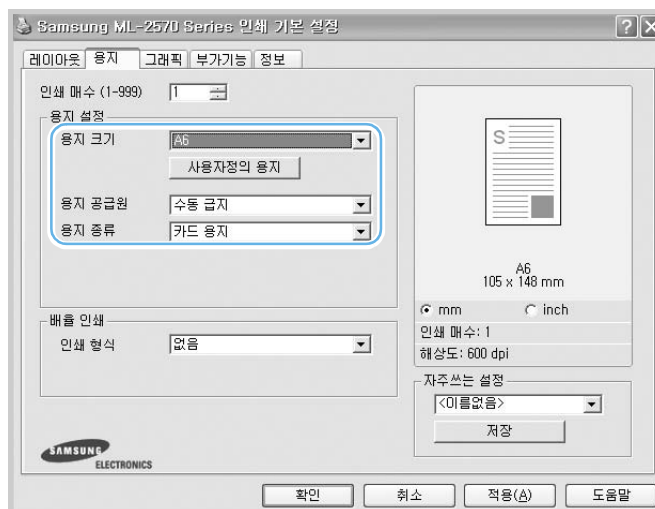 Samsung ML-2570 Series 인쇄 기본 설정
레이아웃 용지 그래픽 부가기능 정보
인쇄 매수 (1-999) 1
용지 설정
용지 크기 A6
사용자정의 용지
용지 공급원 수동 급지
용지 종류 카드 용지
배율 인쇄
인쇄 형식 없음
SAMSUNG
ELECTRONICS
S
A6
105 x 148 mm
mm inch
인쇄 매수: 1
해상도: 600 dpi
자주쓰는 설정
<이름없음>
저장
확인 취소 적용(A) 도움말